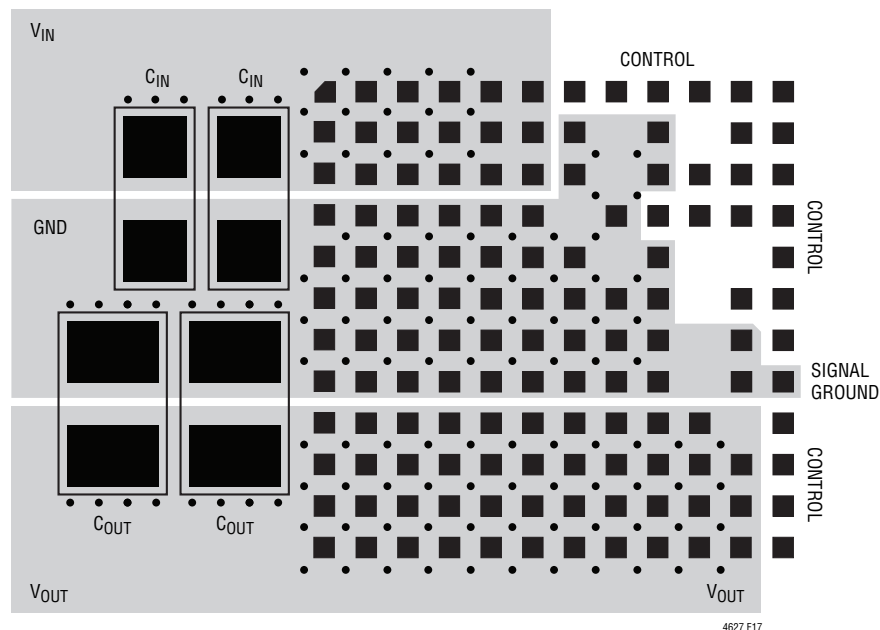 VIN
CONTROL
CIN CIN
GND
CONTROL
SIGNAL
GROUND
CONTROL
COUT COUT
VOUT VOUT
4627 F17